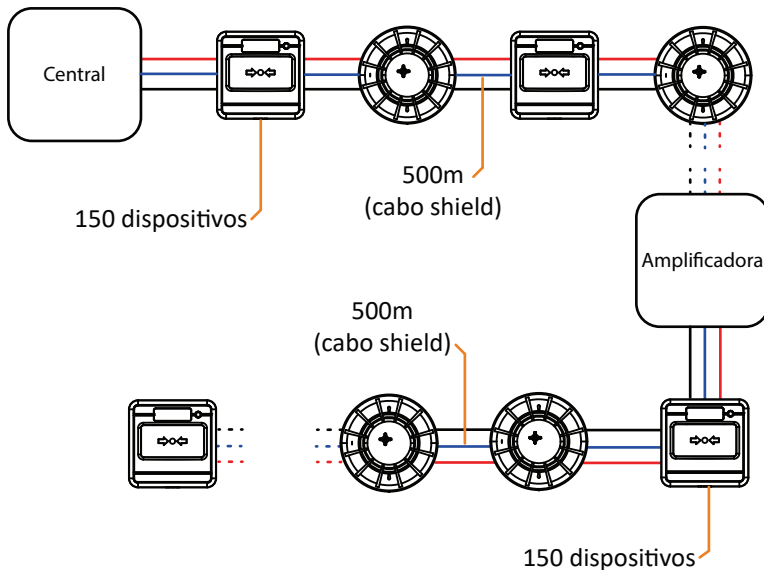 Central
500m
(cabo shield)
150 dispositivos
Amplificadora
500m
(cabo shield)
150 dispositivos